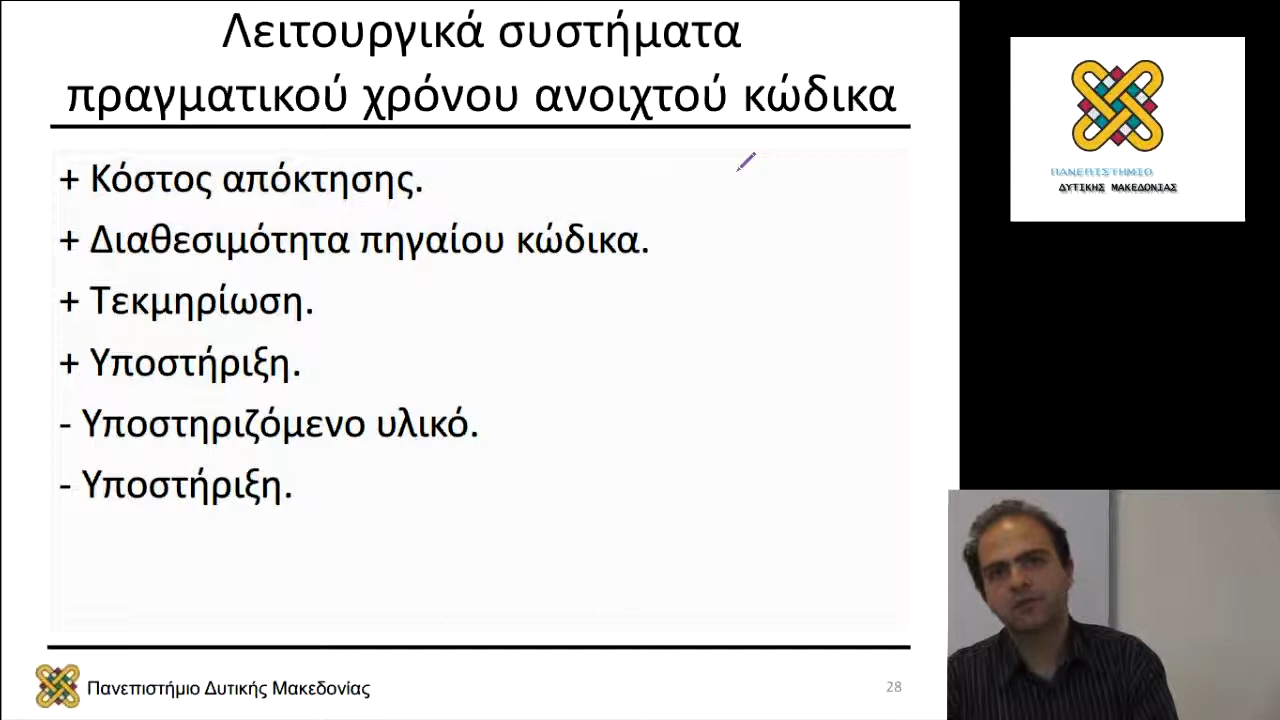 Λειτουργικά συστήματα
πραγματικού χρόνου ανοιχτού κώδικα
+ Κόστος απόκτησης.
+ Διαθεσιμότητα πηγαίου κώδικα.
+ Τεκμηρίωση.
+ Υποστήριξη.
- Υποστηριζόμενο υλικό.
- Υποστήριξη.
Πανεπιστήμιο Δυτικής Μακεδονίας
28
ΠΑΝΕΠΙΣΤΗΜΙΟ
ΔΥΤΙΚΗΣ ΜΑΚΕΔΟΝΙΑΣ